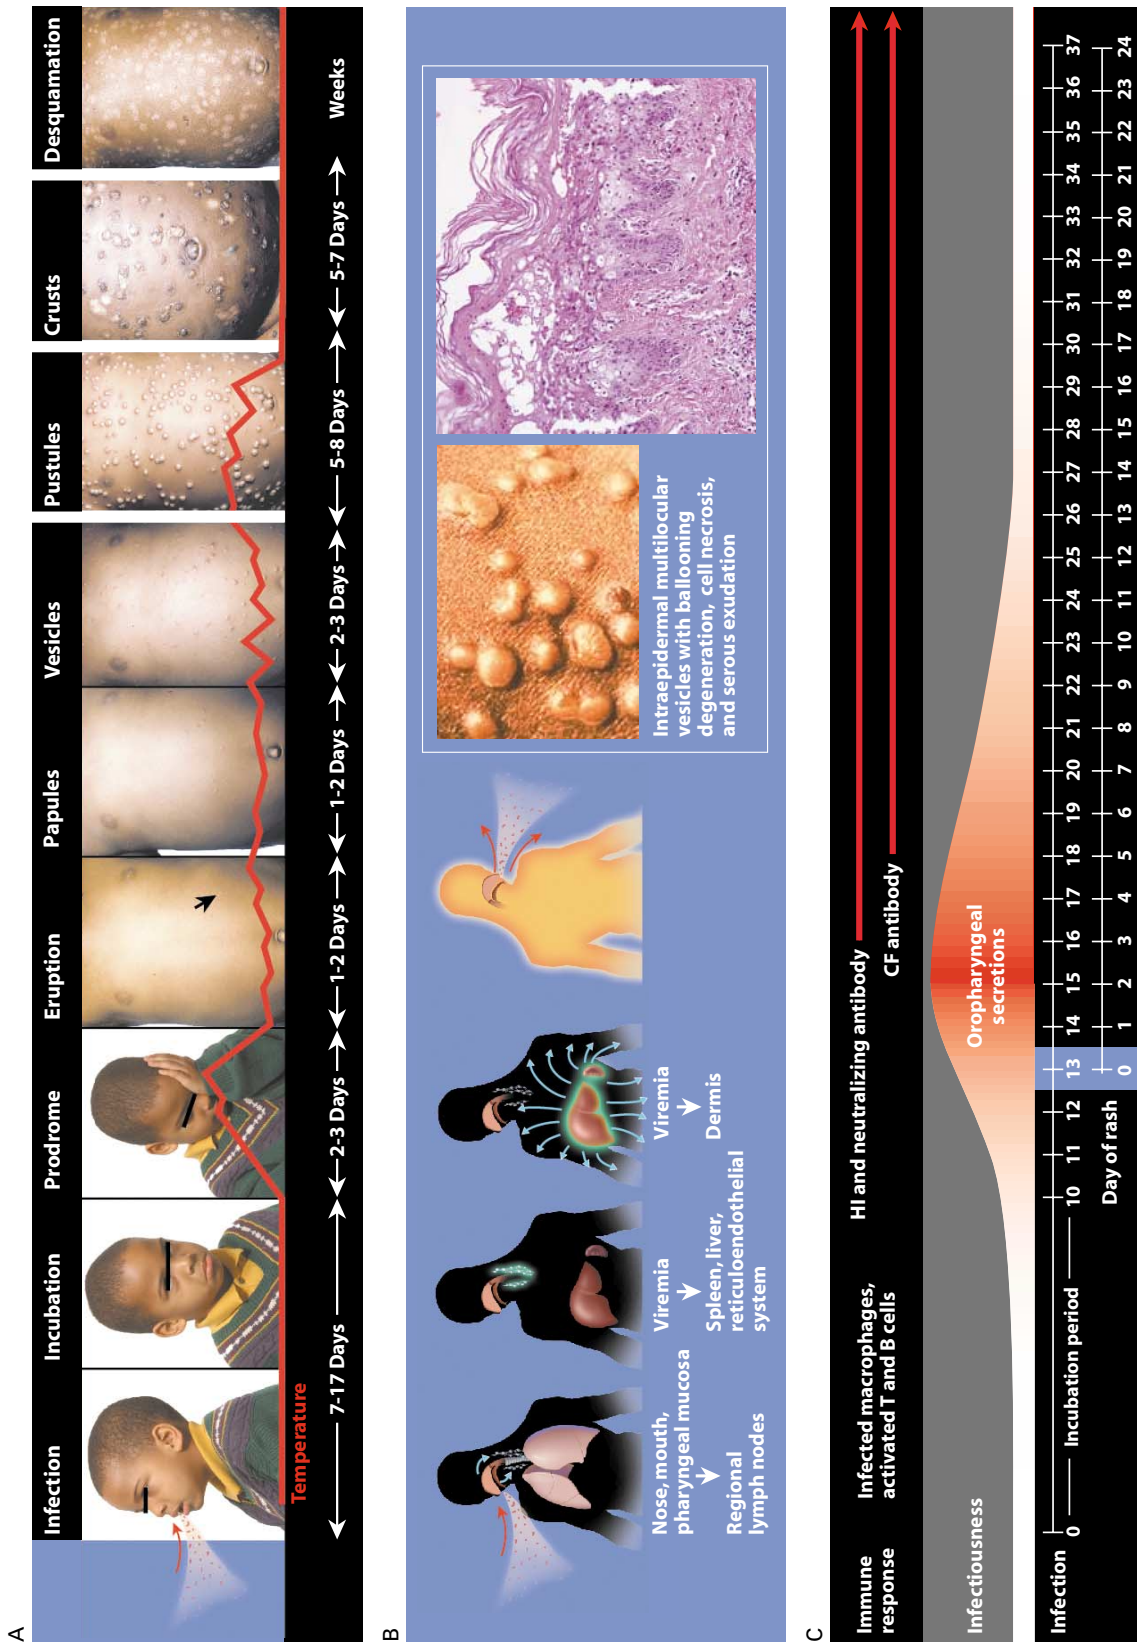 A
Infection
Incubation
Prodrome
Eruption
Papules
Vesicles
Pustules
Crusts
Desquamation
Temperature
7-17 Days
2-3 Days
1-2 Days
1-2 Days
2-3 Days
5-8 Days
5-7 Days
Weeks
B
Nose, mouth,
pharyngeal mucosa
Regional
lymph nodes
Viremia
Spleen, liver,
reticuloendothelial
system
Viremia
Dermis
Intraepidermal multilocular
vesicles with ballooning
degeneration, cell necrosis,
and serous exudation
C
Immune
response
Infected macrophages,
activated T and B cells
HI and neutralizing antibody
CF antibody
Infectiousness
Oropharyngeal
secretions
Infection
0
Incubation period
10 11 12 13 14 15 16 17 18 19 20 21 22 23 24 25 26 27 28 29 30 31 32 33 34 35 36 37
Day of rash
0 1 2 3 4 5 6 7 8 9 10 11 12 13 14 15 16 17 18 19 20 21 22 23 24